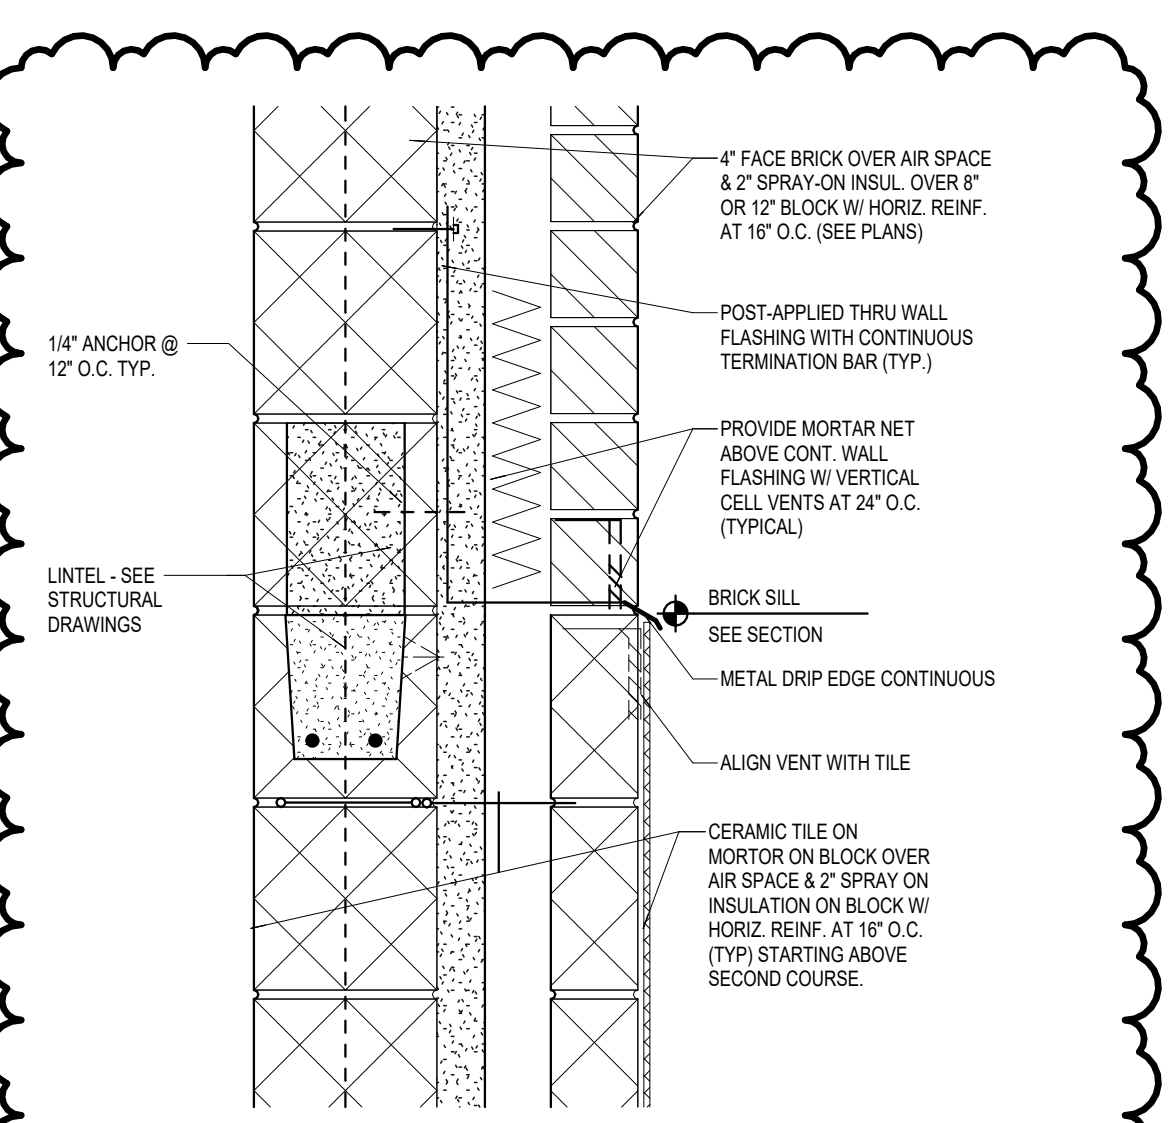 4" FACE BRICK OVER AIR SPACE
& 2" SPRAY-ON INSUL. OVER 8"
OR 12" BLOCK W/ HORIZ. REINF.
AT 16" O.C. (SEE PLANS)
POST-APPLIED THRU WALL
FLASHING WITH CONTINUOUS
TERMINATION BAR (TYP.)
1/4" ANCHOR @
12" O.C. TYP.
PROVIDE MORTAR NET
ABOVE CONT. WALL
FLASHING W/ VERTICAL
CELL VENTS AT 24" O.C.
(TYPICAL)
LINTEL - SEE
STRUCTURAL
DRAWINGS
BRICK SILL
SEE SECTION
METAL DRIP EDGE CONTINUOUS
ALIGN VENT WITH TILE
CERAMIC TILE ON
MORTOR ON BLOCK OVER
AIR SPACE & 2" SPRAY ON
INSULATION ON BLOCK W/
HORIZ. REINF. AT 16" O.C.
(TYP) STARTING ABOVE
SECOND COURSE.